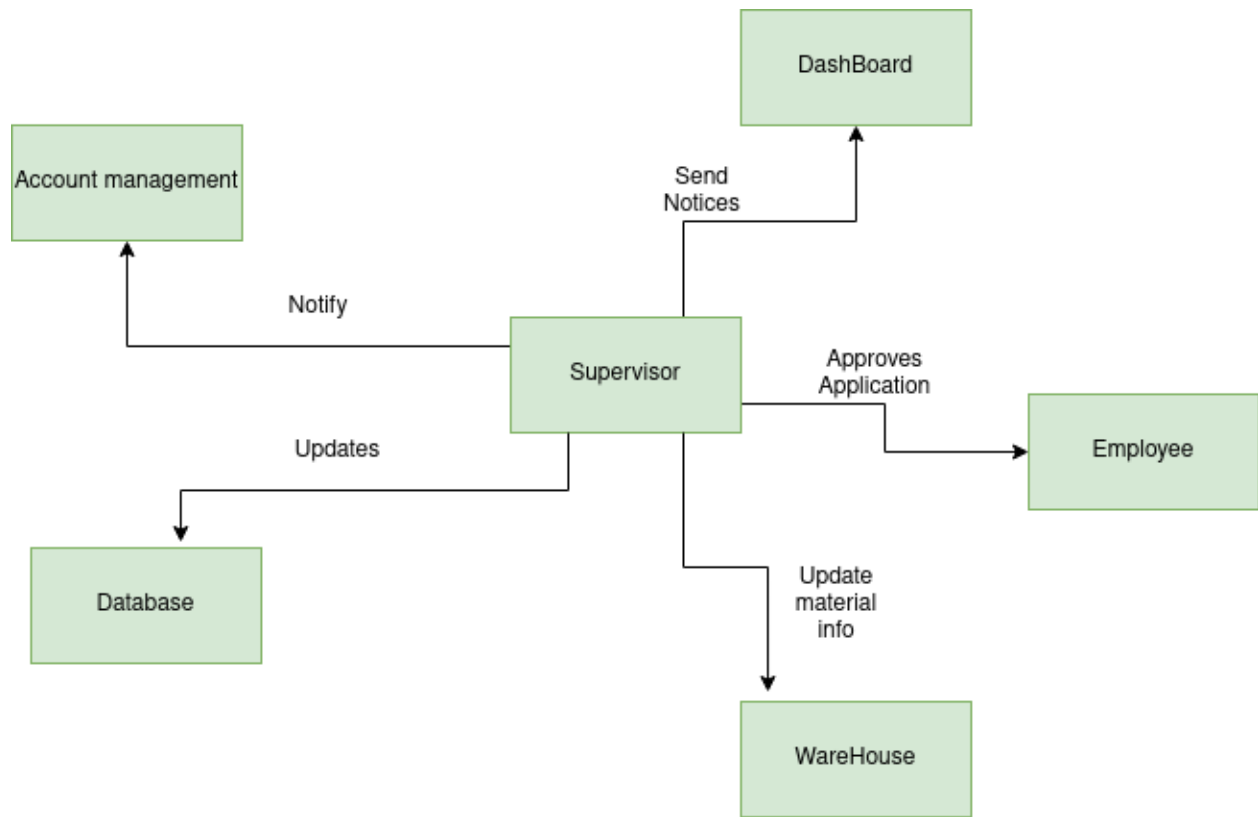 DashBoard
Account management
Send
Notices
Notify
Supervisor
Approves
Application
Updates
Employee
Update
material
info
Database
WareHouse